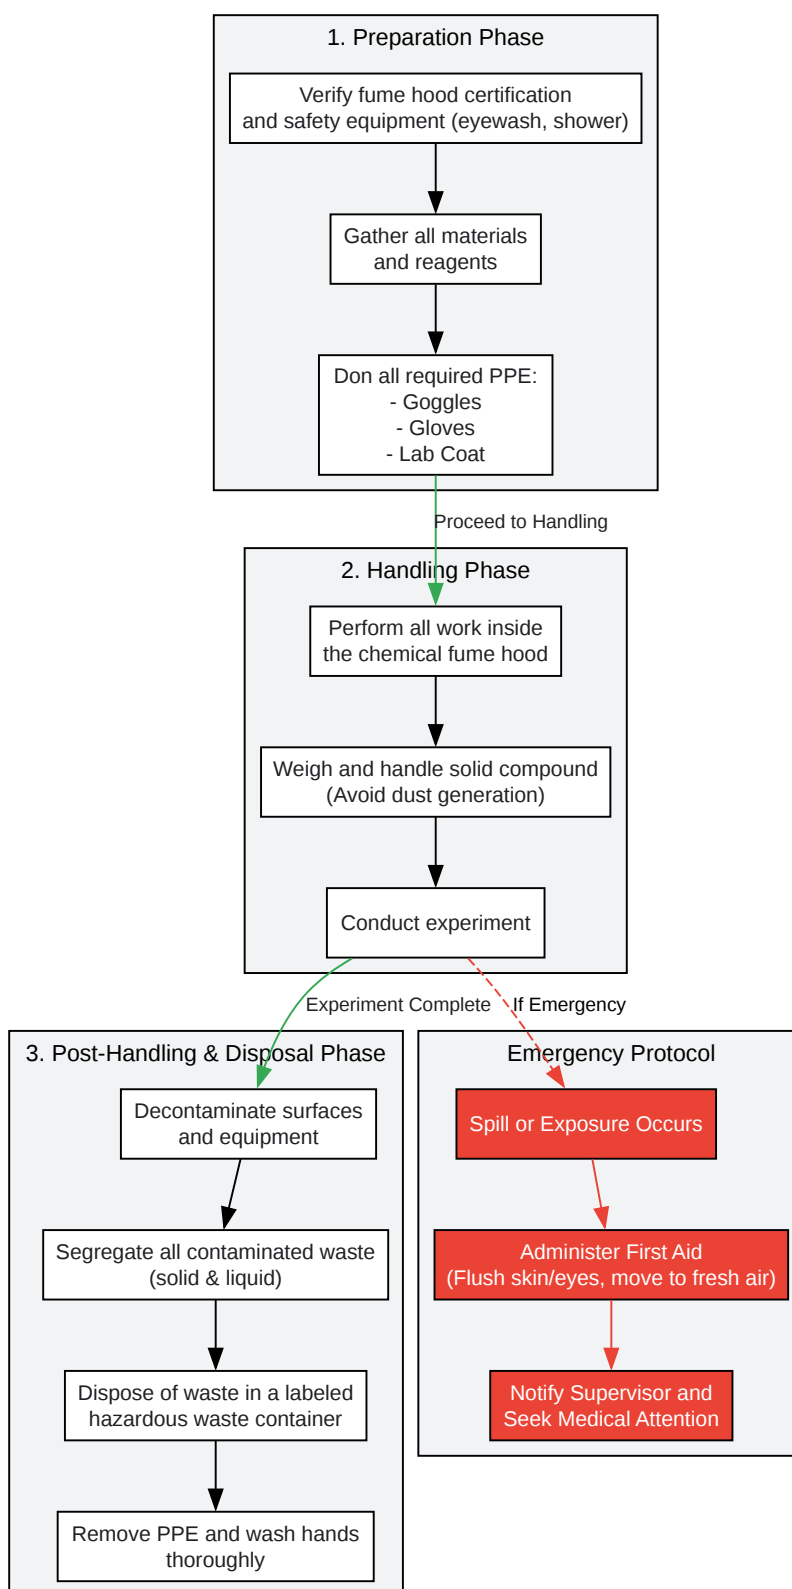 1. Preparation Phase
Verify fume hood certification
and safety equipment (eyewash, shower)
Gather all materials
and reagents
Don all required PPE:
- Goggles
- Gloves
- Lab Coat
Proceed to Handling
2. Handling Phase
Perform all work inside
the chemical fume hood
Weigh and handle solid compound
(Avoid dust generation)
Conduct experiment
Experiment Complete
If Emergency
3. Post-Handling & Disposal Phase
Decontaminate surfaces
and equipment
Segregate all contaminated waste
(solid & liquid)
Dispose of waste in a labeled
hazardous waste container
Remove PPE and wash hands
thoroughly
Emergency Protocol
Spill or Exposure Occurs
Administer First Aid
(Flush skin/eyes, move to fresh air)
Notify Supervisor and
Seek Medical Attention